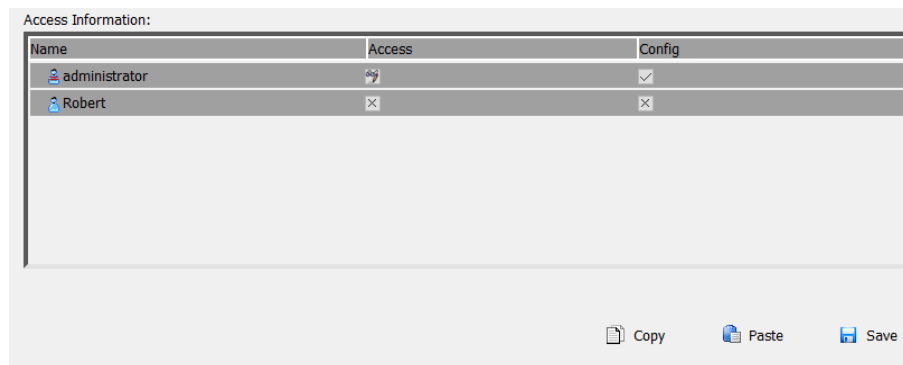 Access Information:
Name Access Config
administrator
Robert
Copy Paste Save